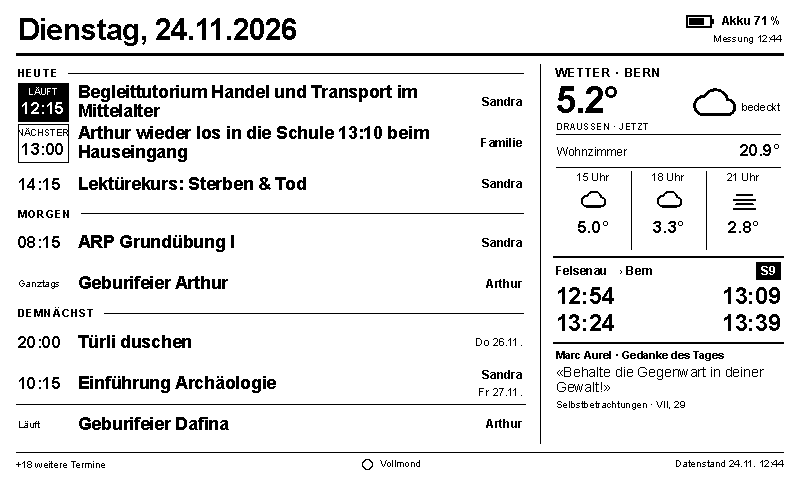 Dienstag, 24.11.2026
Akku 71 %
Messung 12:44
HEUTE
LÄUFT
12:15
Begleittutorium Handel und Transport im
Mittelalter
Sandra
NÄCHSTER
13:00
Arthur wieder los in die Schule 13:10 beim
Hauseingang
Familie
14:15
Lektürekurs: Sterben & Tod
Sandra
MORGEN
08:15
ARP Grundübung I
Sandra
Ganztags
Geburifeier Arthur
Arthur
DEMNÄCHST
20:00
Türli duschen
Do 26.11.
10:15
Einführung Archäologie
Sandra
Fr 27.11.
Läuft
Geburifeier Dafina
Arthur
WETTER · BERN
5.2°
bedeckt
DRAUSSEN · JETZT
Wohnzimmer
20.9°
15 Uhr
18 Uhr
21 Uhr
5.0°
3.3°
2.8°
Felsenau › Bern
S9
12:54
13:09
13:24
13:39
Marc Aurel · Gedanke des Tages
«Behalte die Gegenwart in deiner
Gewalt!»
Selbstbetrachtungen · VII, 29
+18 weitere Termine
Vollmond
Datenstand 24.11. 12:44